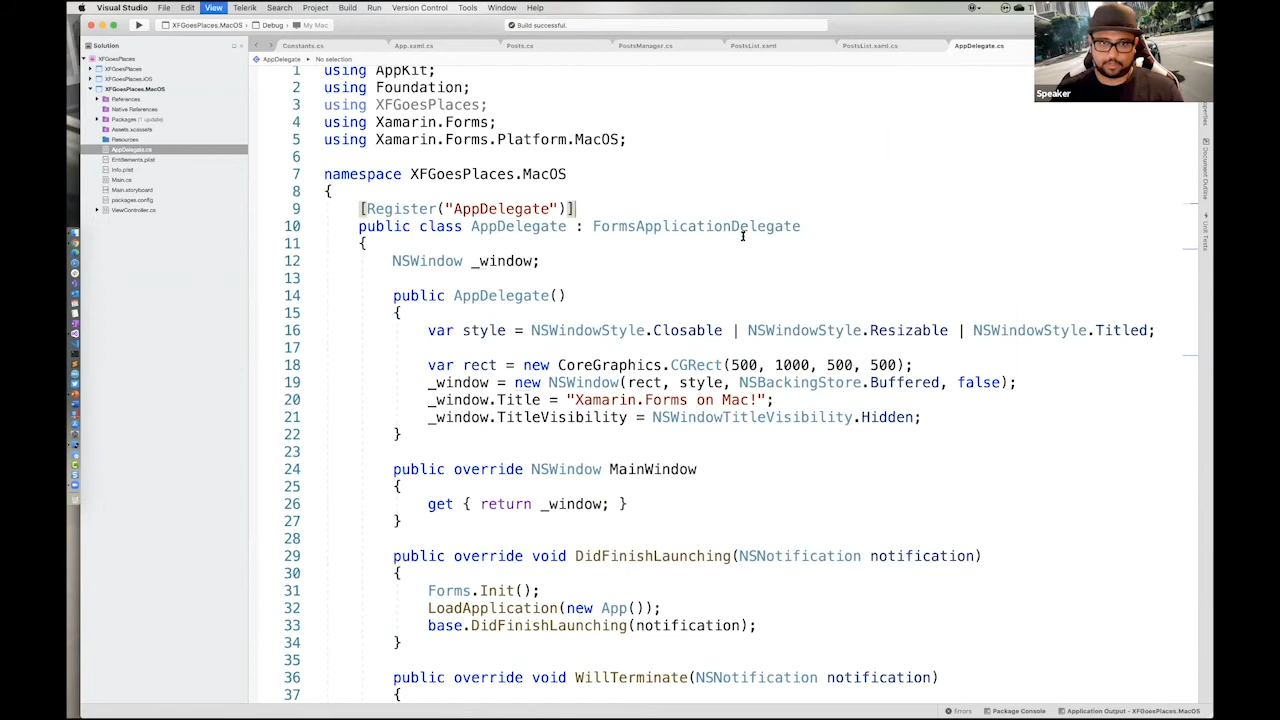 Visual Studio File Edit View Telerik Search Project Build Run Version Control Tools Window Help
XFGoesPlaces.MacOS Debug My Mac Build successful.
Solution
Constants.cs App.xaml.cs Posts.cs PostsManager.cs PostsList.xaml PostsList.xaml.cs AppDelegate.cs
AppDelegate No selection
XFGoesPlaces
XFGoesPlaces
XFGoesPlaces.iOS
XFGoesPlaces.MacOS
References
Native References
Packages (1 update)
Assets.xcassets
Resources
AppDelegate.cs
Entitlements.plist
Info.plist
Main.cs
Main.storyboard
packages.config
ViewController.cs
1 using AppKit;
2 using Foundation;
3 using XFGoesPlaces;
4 using Xamarin.Forms;
5 using Xamarin.Forms.Platform.MacOS;
6
7 namespace XFGoesPlaces.MacOS
8 {
9 [Register("AppDelegate")]
10 public class AppDelegate : FormsApplicationDelegate
11 {
12 NSWindow _window;
13
14 public AppDelegate()
15 {
16 var style = NSWindowStyle.Closable | NSWindowStyle.Resizable | NSWindowStyle.Titled;
17
18 var rect = new CoreGraphics.CGRect(500, 1000, 500, 500);
19 _window = new NSWindow(rect, style, NSBackingStore.Buffered, false);
20 _window.Title = "Xamarin.Forms on Mac!";
21 _window.TitleVisibility = NSWindowTitleVisibility.Hidden;
22 }
23
24 public override NSWindow MainWindow
25 {
26 get { return _window; }
27 }
28
29 public override void DidFinishLaunching(NSNotification notification)
30 {
31 Forms.Init();
32 LoadApplication(new App());
33 base.DidFinishLaunching(notification);
34 }
35
36 public override void WillTerminate(NSNotification notification)
37 {
Speaker
Document Outline
Unit Tests
Errors Package Console Application Output - XFGoesPlaces.MacOS